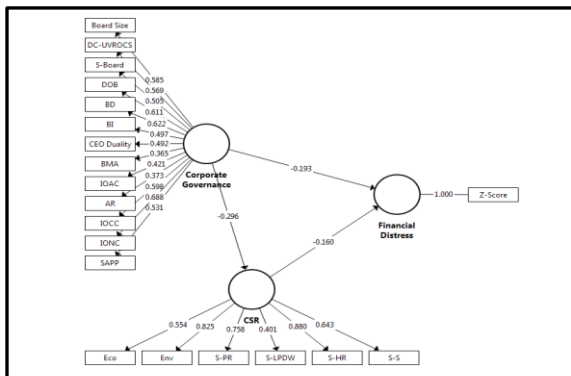 Board Size
DC-UVROCS
S-Board
DOB
BD
BI
CEO Duality
BMA
IOAC
AR
IOCC
IONC
SAPP
0.585
0.569
0.505
0.611
0.622
0.497
0.492
0.365
0.421
0.373
0.598
0.688
0.531
Corporate
Governance
-0.193
-0.296
-0.160
1.000
Z-Score
Financial
Distress
CSR
0.554
0.825
0.758
0.401
0.880
0.643
Eco
Env
S-PR
S-LPDW
S-HR
S-S